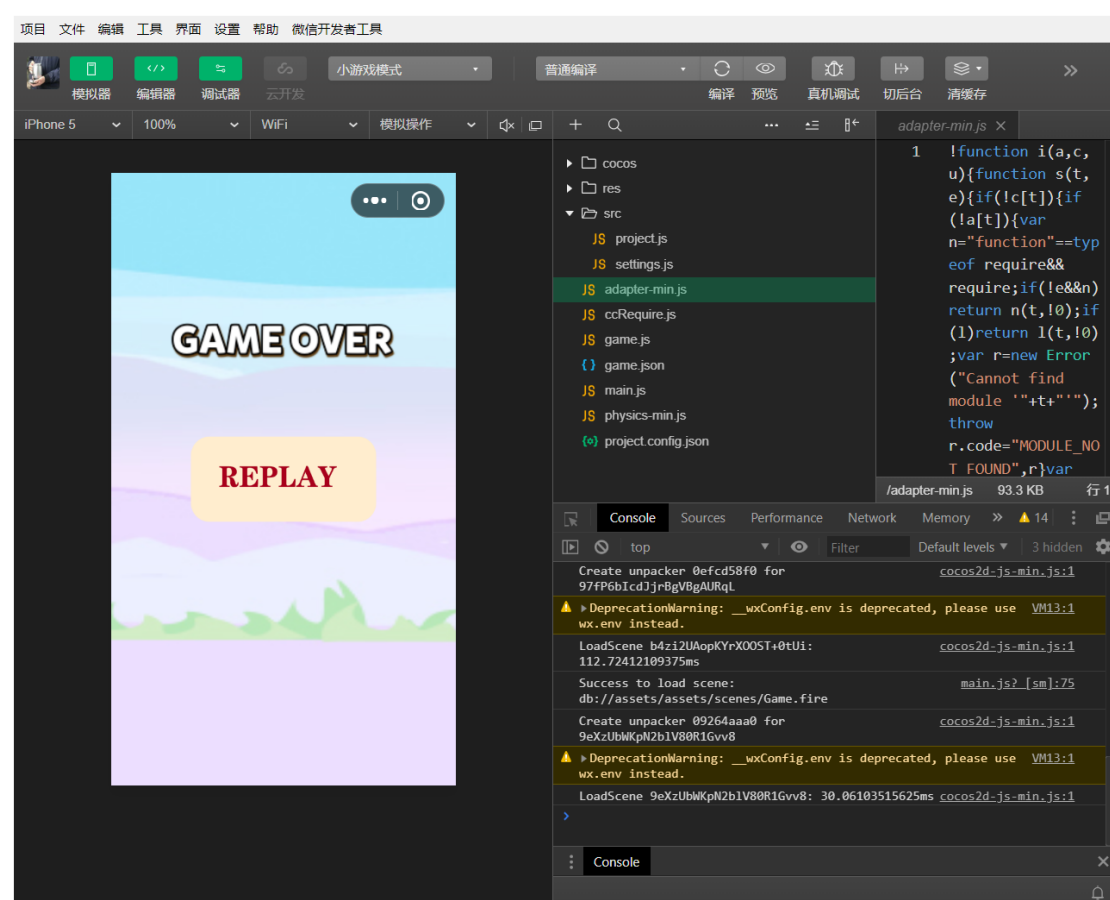 项目 文件 编辑 工具 界面 设置 帮助 微信开发者工具
小游戏模式 普通编译
模拟器 编辑器 调试器 云开发 编译 预览 真机调试 切后台 清缓存
iPhone 5 100% WiFi 模拟操作 adapter-min.js
GAME OVER
REPLAY
cocos
res
src
JS project.js
JS settings.js
JS adapter-min.js
JS ccRequire.js
JS game.js
{ } game.json
JS main.js
JS physics-min.js
{o} project.config.json
1 !function i(a,c,
u){function s(t,
e){if(!c[t]){if
(!a[t]){var
n="function"==typ
eof require&&
require;if(!e&&n)
return n(t,!0);if
(l)return l(t,!0)
;var r=new Error
("Cannot find
module '"+t+"'");
throw
r.code="MODULE_NO
T_FOUND",r}var
/adapter-min.js 93.3 KB 行 1
Console Sources Performance Network Memory 14
top Filter Default levels 3 hidden
Create unpacker 0efcd58f0 for cocos2d-js-min.js:1
97fP6bIcdJjrBgVBgAURqL
DeprecationWarning: __wxConfig.env is deprecated, please use VM13:1
wx.env instead.
LoadScene b4zi2UAopKYrXOOST+0tUi: cocos2d-js-min.js:1
112.72412109375ms
Success to load scene: main.js? [sm]:75
db://assets/assets/scenes/Game.fire
Create unpacker 09264aaa0 for cocos2d-js-min.js:1
9eXzUbWKpN2blV80R1Gvv8
DeprecationWarning: __wxConfig.env is deprecated, please use VM13:1
wx.env instead.
LoadScene 9eXzUbWKpN2blV80R1Gvv8: 30.06103515625ms cocos2d-js-min.js:1
Console